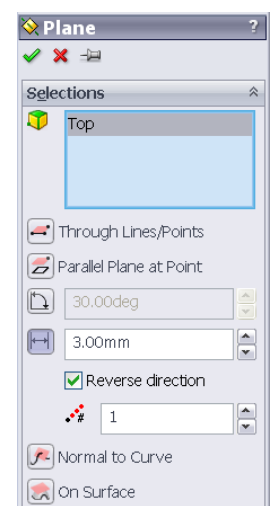 Plane ?
Selections
Top
Through Lines/Points
Parallel Plane at Point
30.00deg
3.00mm
Reverse direction
# 1
Normal to Curve
On Surface